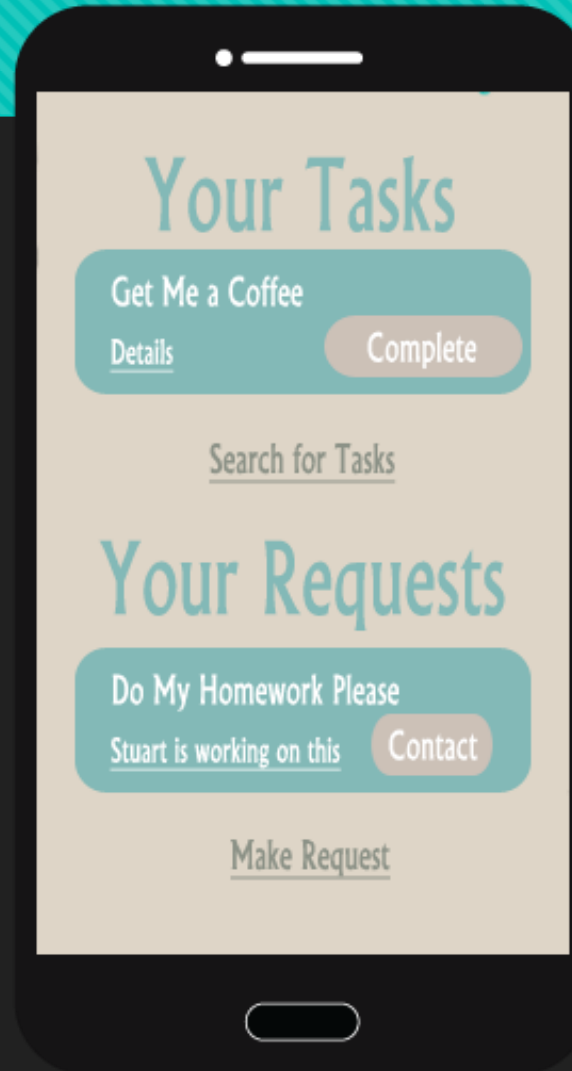 Your Tasks
Get Me a Coffee
Details
Complete
Search for Tasks
Your Requests
Do My Homework Please
Stuart is working on this
Contact
Make Request